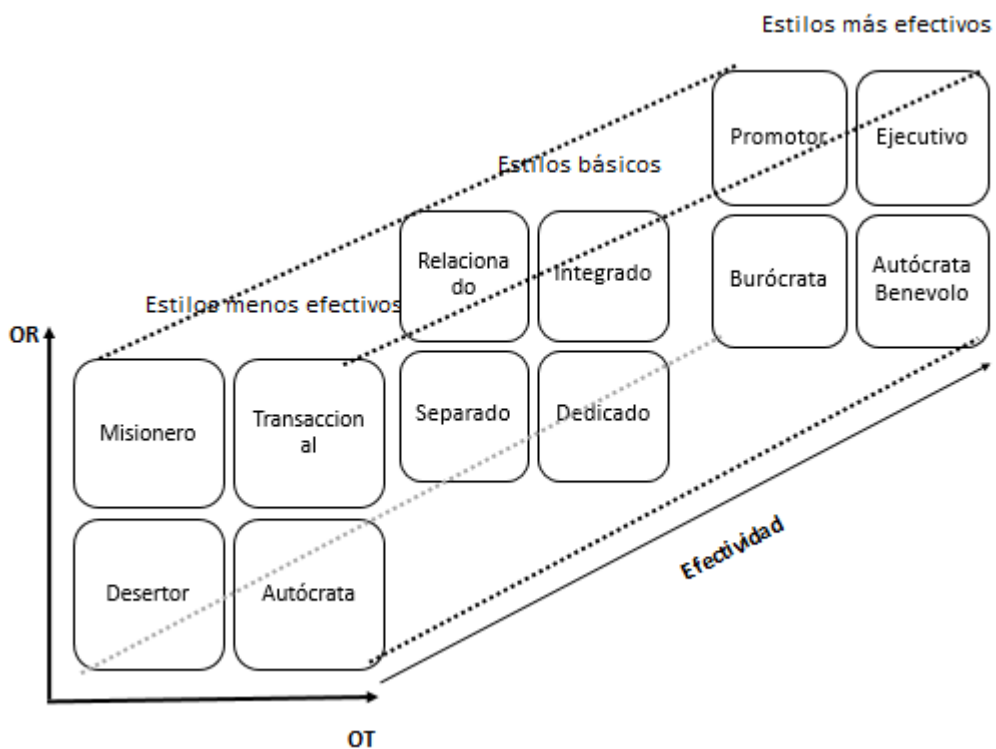 Estilos más efectivos
Promotor
Ejecutivo
Estilos básicos
Burócrata
Autócrata
Benevolo
Relaciona
do
Integrado
Estilos menos efectivos
OR
Separado
Dedicado
Misionero
Transaccion
al
Efectividad
Desertor
Autócrata
OT